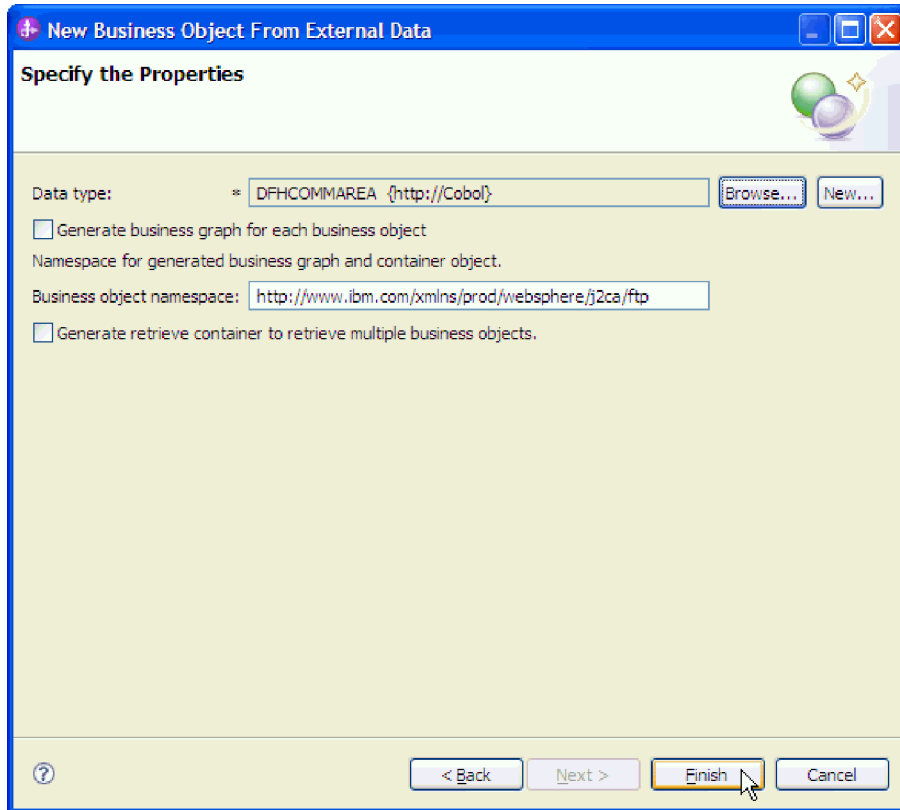 New Business Object From External Data
Specify the Properties
Data type: * DFHCOMMAREA {http://Cobol} Browse... New...
Generate business graph for each business object
Namespace for generated business graph and container object.
Business object namespace: http://www.ibm.com/xmlns/prod/websphere/j2ca/ftp
Generate retrieve container to retrieve multiple business objects.
? < Back Next > Finish Cancel